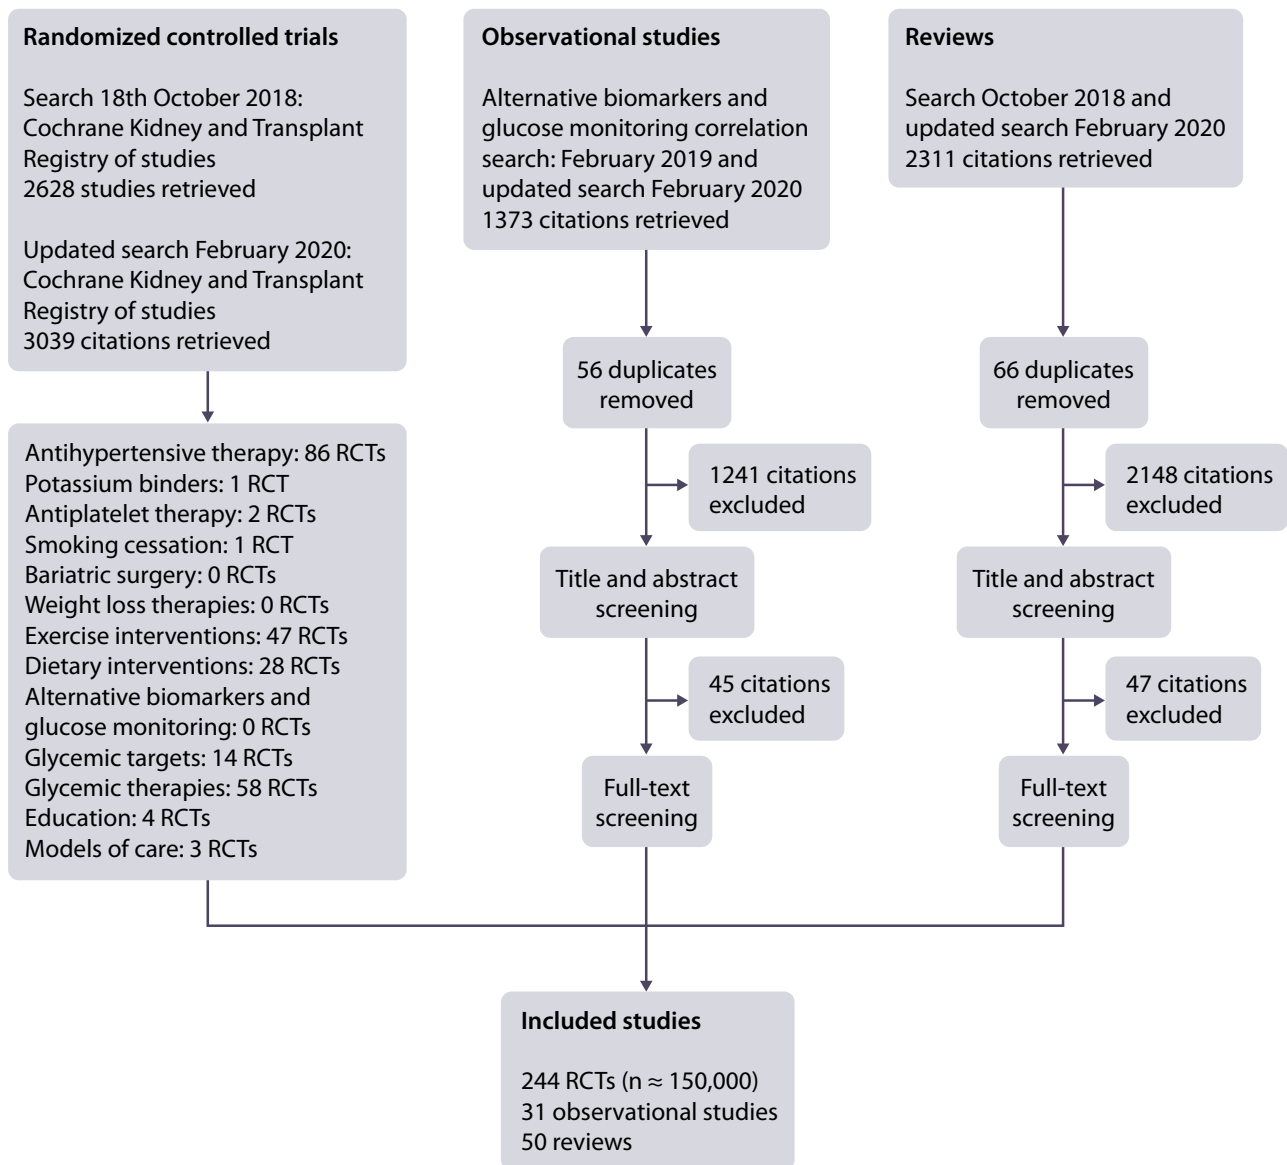 Randomized controlled trials
Search 18th October 2018:
Cochrane Kidney and Transplant
Registry of studies
2628 studies retrieved
Updated search February 2020:
Cochrane Kidney and Transplant
Registry of studies
3039 citations retrieved
Antihypertensive therapy: 86 RCTs
Potassium binders: 1 RCT
Antiplatelet therapy: 2 RCTs
Smoking cessation: 1 RCT
Bariatric surgery: 0 RCTs
Weight loss therapies: 0 RCTs
Exercise interventions: 47 RCTs
Dietary interventions: 28 RCTs
Alternative biomarkers and
glucose monitoring: 0 RCTs
Glycemic targets: 14 RCTs
Glycemic therapies: 58 RCTs
Education: 4 RCTs
Models of care: 3 RCTs
Observational studies
Alternative biomarkers and
glucose monitoring correlation
search: February 2019 and
updated search February 2020
1373 citations retrieved
56 duplicates
removed
1241 citations
excluded
Title and abstract
screening
45 citations
excluded
Full-text
screening
Reviews
Search October 2018 and
updated search February 2020
2311 citations retrieved
66 duplicates
removed
2148 citations
excluded
Title and abstract
screening
47 citations
excluded
Full-text
screening
Included studies
244 RCTs (n ≈ 150,000)
31 observational studies
50 reviews